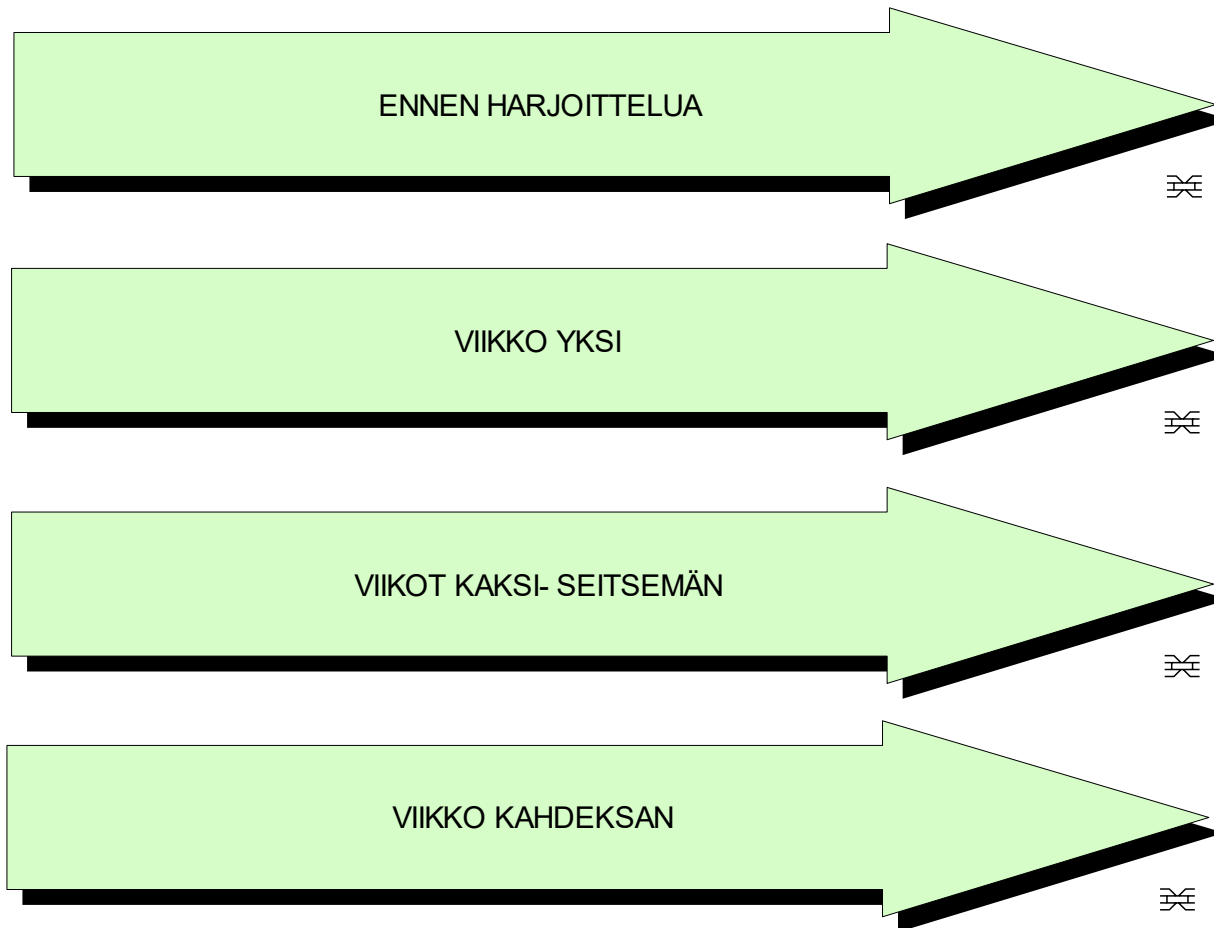 ENNEN HARJOITTELUA
VIIKKO YKSI
VIIKOT KAKSI- SEITSEMÄN
VIIKKO KAHDEKSAN